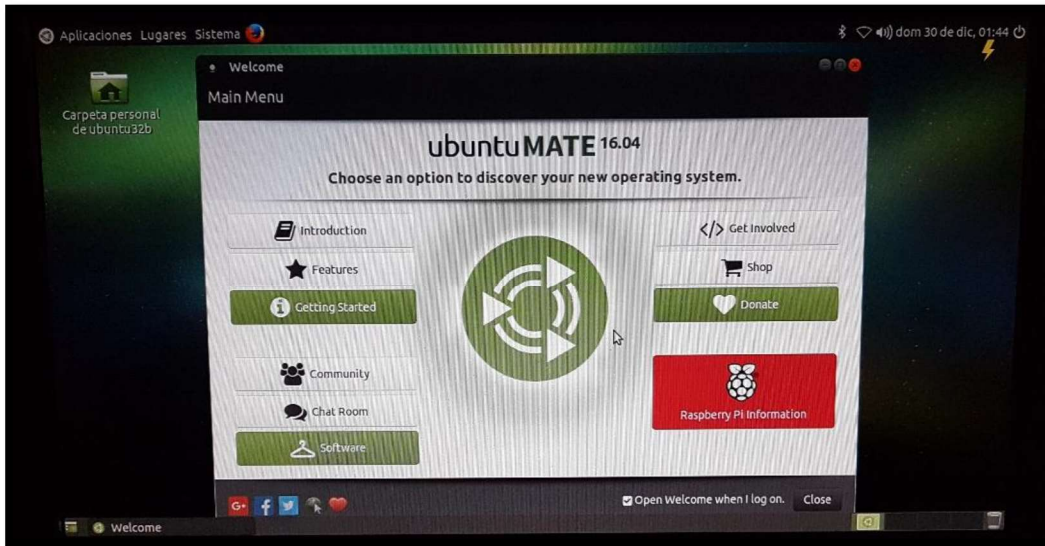 Aplicaciones Lugares Sistema
dom 30 de dic, 01:44
Carpeta personal
de ubuntu32b
Welcome
Main Menu
ubuntu MATE 16.04
Choose an option to discover your new operating system.
Introduction
Features
Getting Started
Community
Chat Room
Software
Get Involved
Shop
Donate
Raspberry Pi Information
G+
Open Welcome when I log on.
Close
Welcome